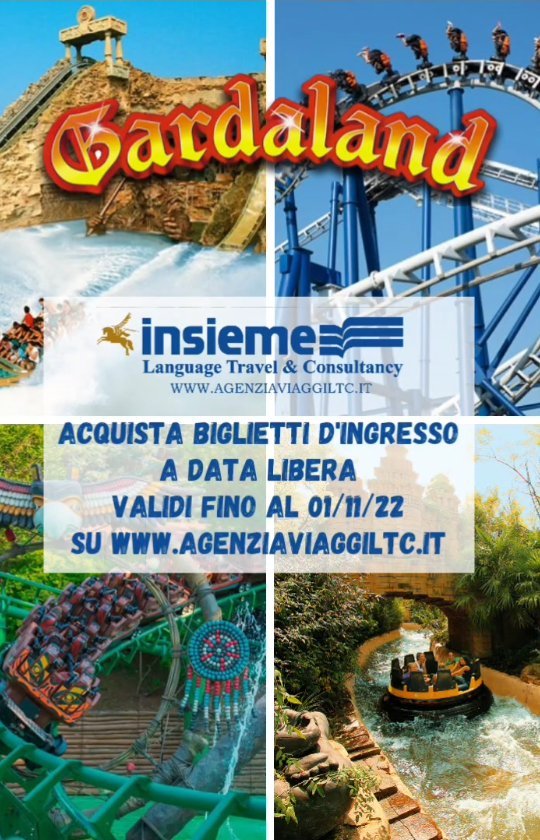 Gardaland
insieme
Language Travel & Consultancy
WWW.AGENZIAVIAGGILTC.IT
ACQUISTA BIGLIETTI D'INGRESSO
A DATA LIBERA
VALIDI FINO AL 01/11/22
SU WWW.AGENZIAVIAGGILTC.IT